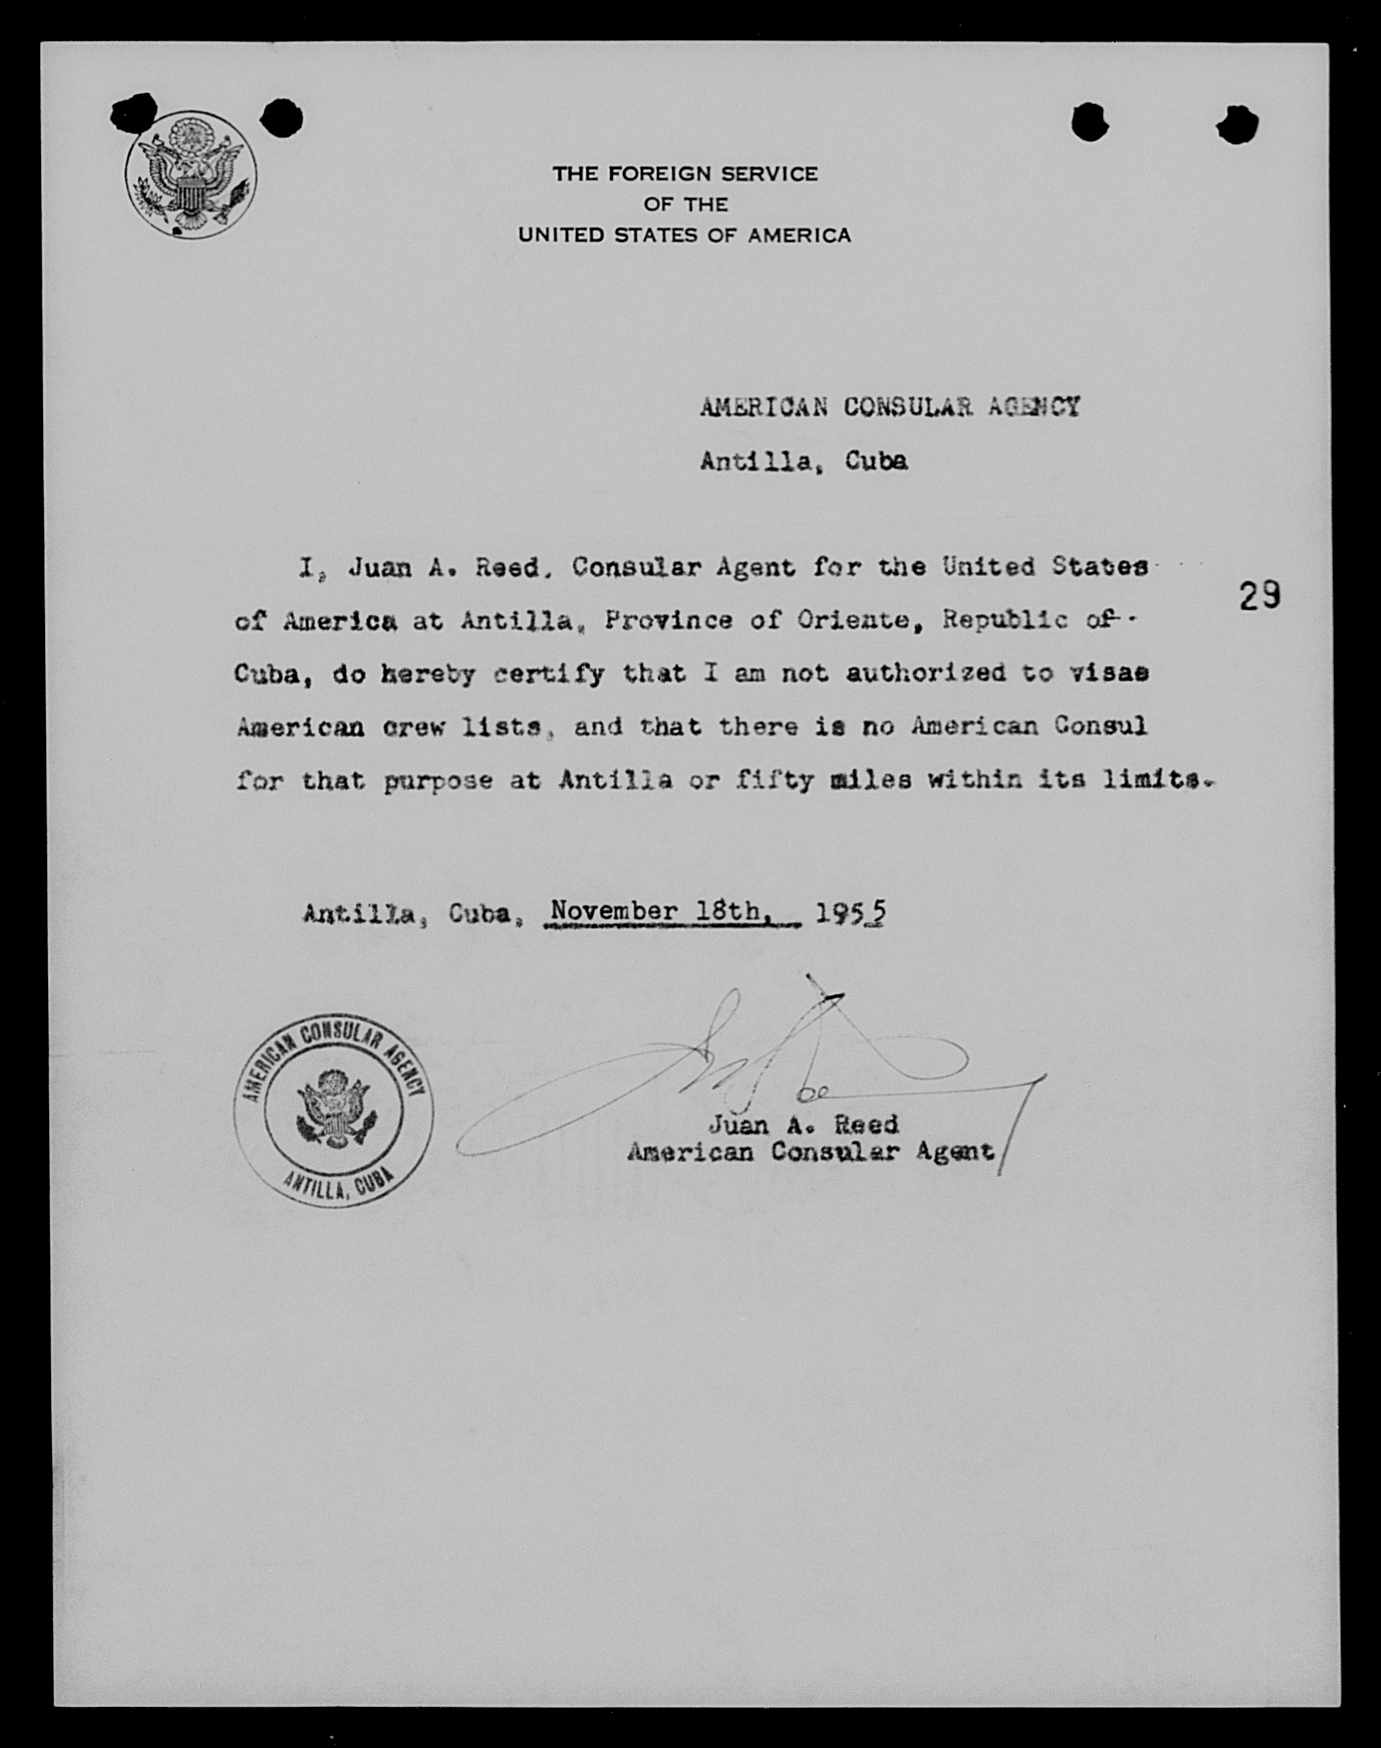 THE FOREIGN SERVICE
OF THE
UNITED STATES OF AMERICA
AMERICAN CONSULAR AGENCY
Antilla, Cuba
I, Juan A. Reed, Consular Agent for the United States
29
of America at Antilla, Province of Oriente, Republic of
Cuba, do hereby certify that I am not authorized to visae
American crew lists, and that there is no American Consul
for that purpose at Antilla or fifty miles within its limits.
Antilla, Cuba, November 18th, 1955
AMERICAN CONSULAR AGENCY
ANTILLA, CUBA
Juan A. Reed
American Consular Agent